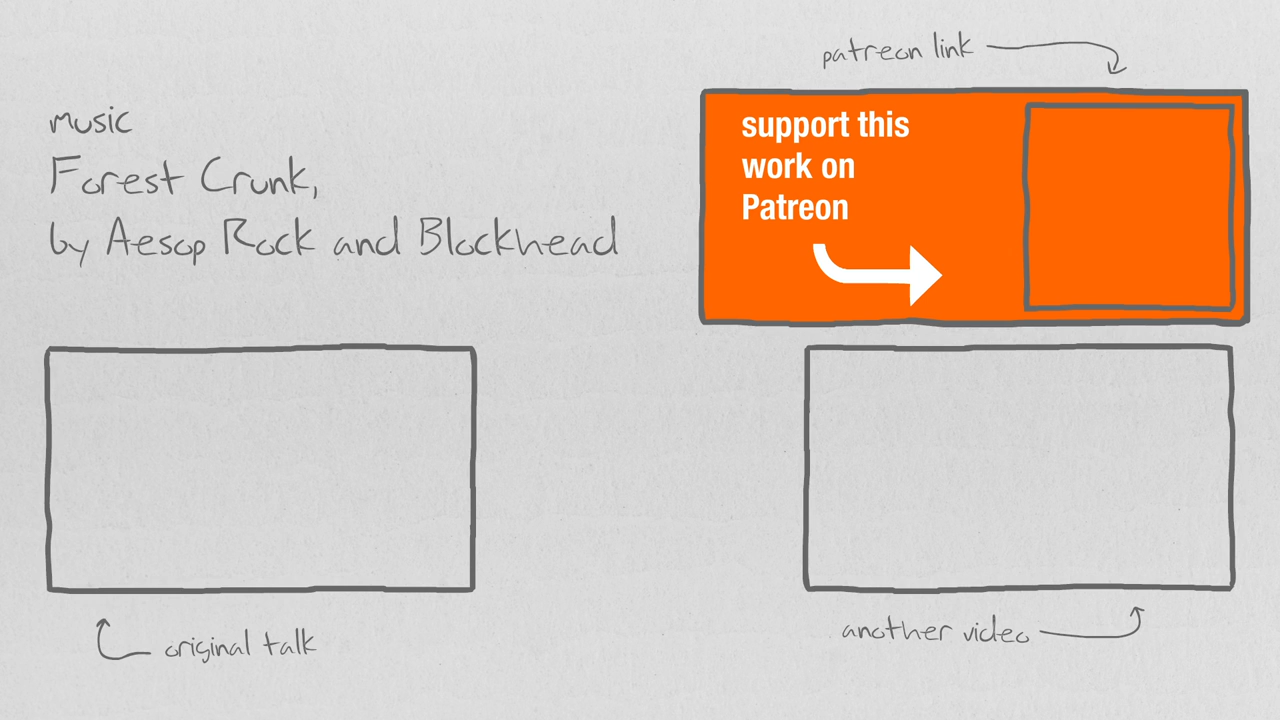 patreon link
music
Forest Crunk,
by Aesop Rock and Blockhead
support this
work on
Patreon
original talk
another video